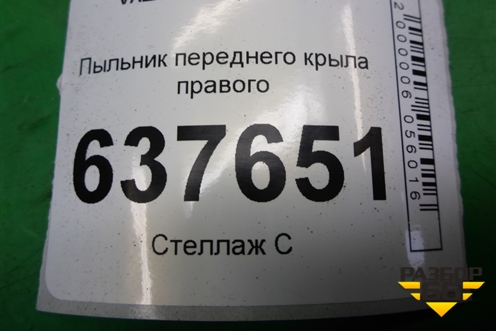 Пыльник переднего крыла
правого
637651
Стеллаж С
2000006056016
РАЗБОР